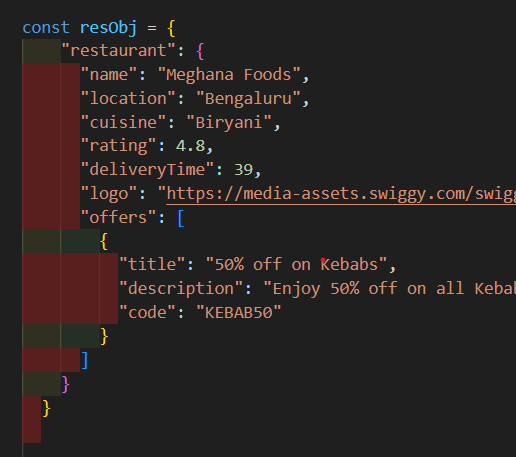 const resObj = {
"restaurant": {
"name": "Meghana Foods",
"location": "Bengaluru",
"cuisine": "Biryani",
"rating": 4.8,
"deliveryTime": 39,
"logo": "https://media-assets.swiggy.com/swigg
"offers": [
{
"title": "50% off on Kebabs",
"description": "Enjoy 50% off on all Kebab
"code": "KEBAB50"
}
]
}
}